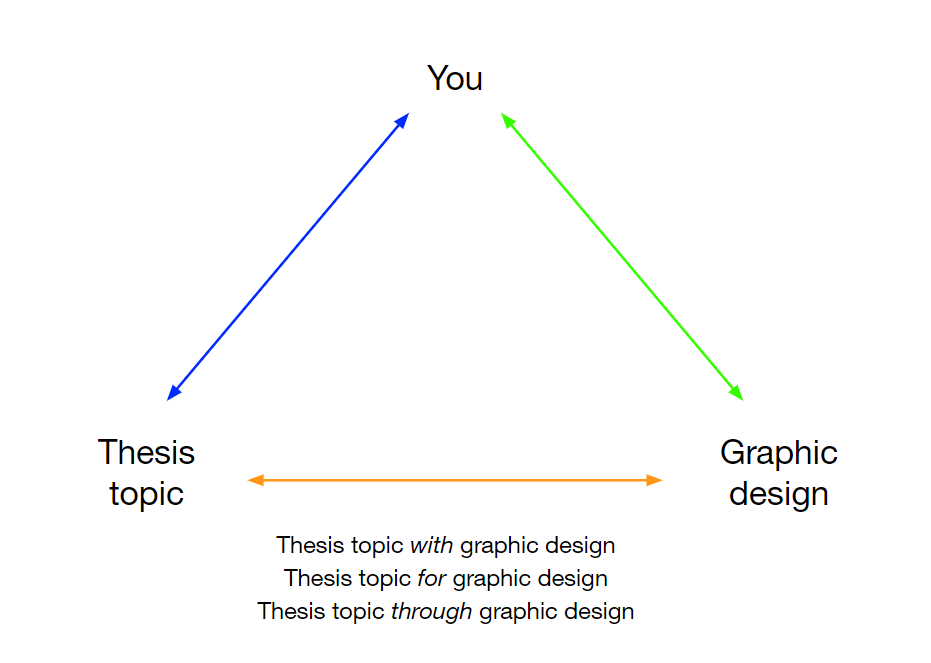 You
Thesis
topic
Graphic
design
Thesis topic with graphic design
Thesis topic for graphic design
Thesis topic through graphic design